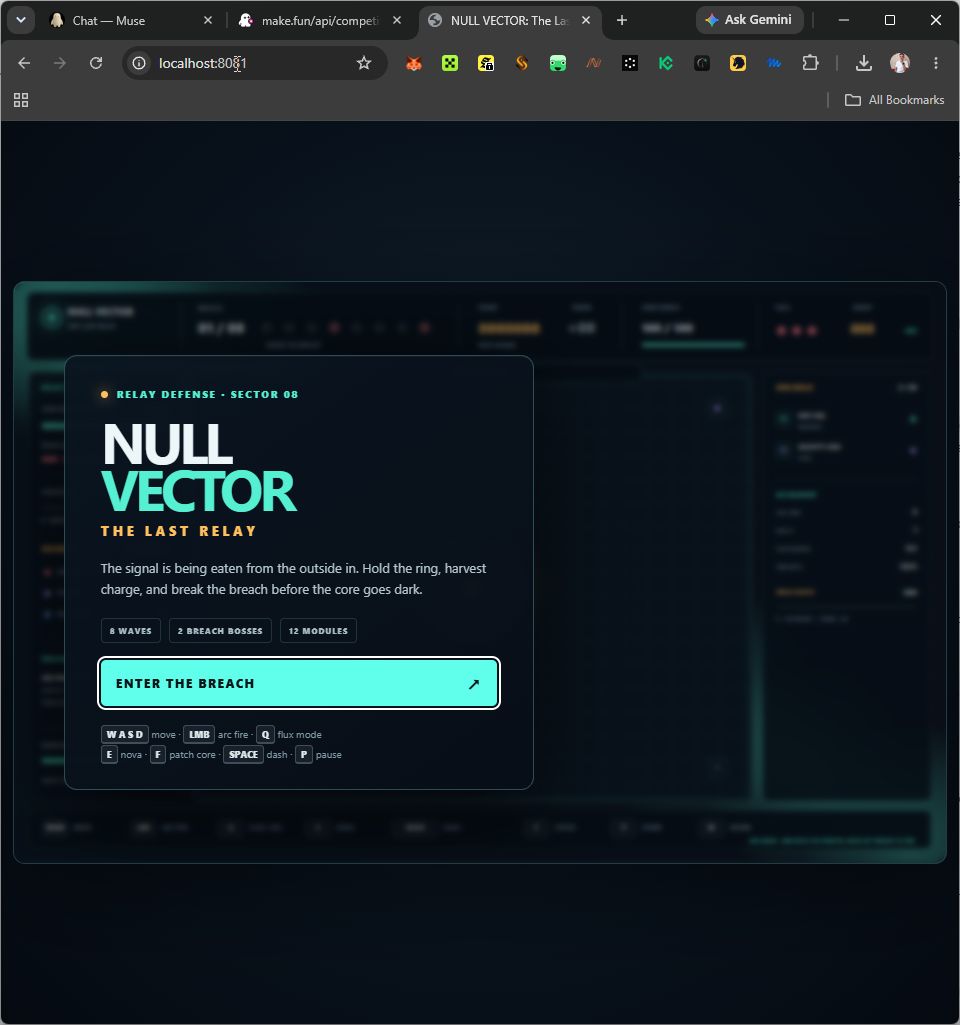 Chat — Muse
make.fun/api/competi
NULL VECTOR: The Las
Ask Gemini
localhost:8081
All Bookmarks
NULL VECTOR
RELAY DEFENSE - SECTOR 08
NULL
VECTOR
THE LAST RELAY
The signal is being eaten from the outside in. Hold the ring, harvest
charge, and break the breach before the core goes dark.
8 WAVES
2 BREACH BOSSES
12 MODULES
ENTER THE BREACH ↗
W A S D move · LMB arc fire · Q flux mode
E nova · F patch core · SPACE dash · P pause